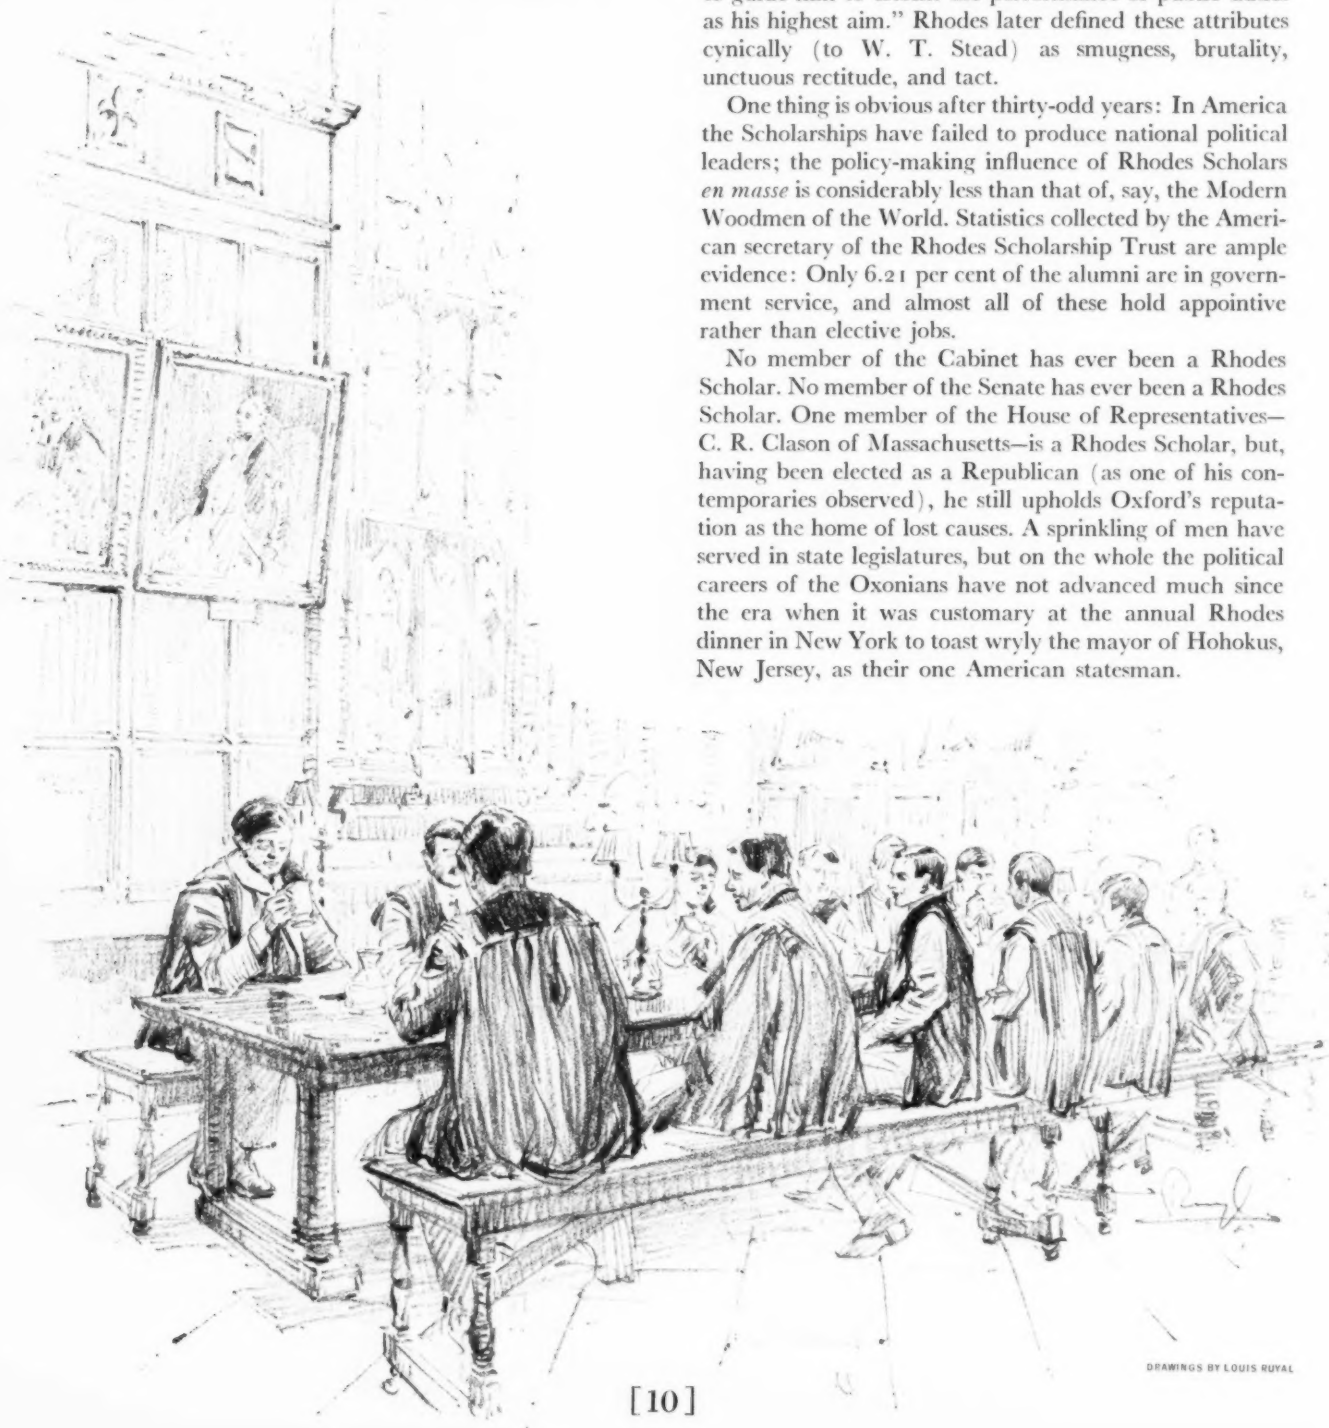 as his highest aim.” Rhodes later defined these attributes
cynically (to W. T. Stead) as smugness, brutality,
unctuous rectitude, and tact.
One thing is obvious after thirty-odd years: In America
the Scholarships have failed to produce national political
leaders; the policy-making influence of Rhodes Scholars
en masse is considerably less than that of, say, the Modern
Woodmen of the World. Statistics collected by the Ameri-
can secretary of the Rhodes Scholarship Trust are ample
evidence: Only 6.21 per cent of the alumni are in govern-
ment service, and almost all of these hold appointive
rather than elective jobs.
No member of the Cabinet has ever been a Rhodes
Scholar. No member of the Senate has ever been a Rhodes
Scholar. One member of the House of Representatives—
C. R. Clason of Massachusetts—is a Rhodes Scholar, but,
having been elected as a Republican (as one of his con-
temporaries observed), he still upholds Oxford’s reputa-
tion as the home of lost causes. A sprinkling of men have
served in state legislatures, but on the whole the political
careers of the Oxonians have not advanced much since
the era when it was customary at the annual Rhodes
dinner in New York to toast wryly the mayor of Hohokus,
New Jersey, as their one American statesman.
DRAWINGS BY LOUIS RUYAL
[10]